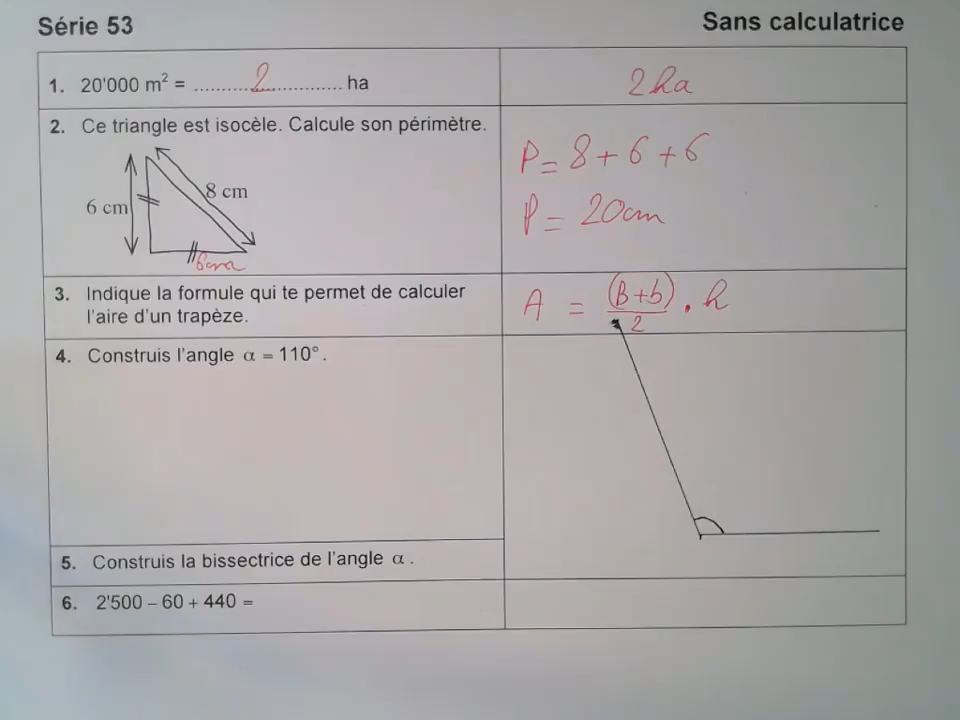 Série 53
Sans calculatrice
1. 20'000 m² = ..........2.................. ha
2 ha
2. Ce triangle est isocèle. Calcule son périmètre.
6 cm
8 cm
6cm
P = 8 + 6 + 6
P = 20cm
3. Indique la formule qui te permet de calculer
l'aire d'un trapèze.
A = (B+b)/2 . h
4. Construis l'angle α = 110°.
5. Construis la bissectrice de l'angle α.
6. 2'500 – 60 + 440 =